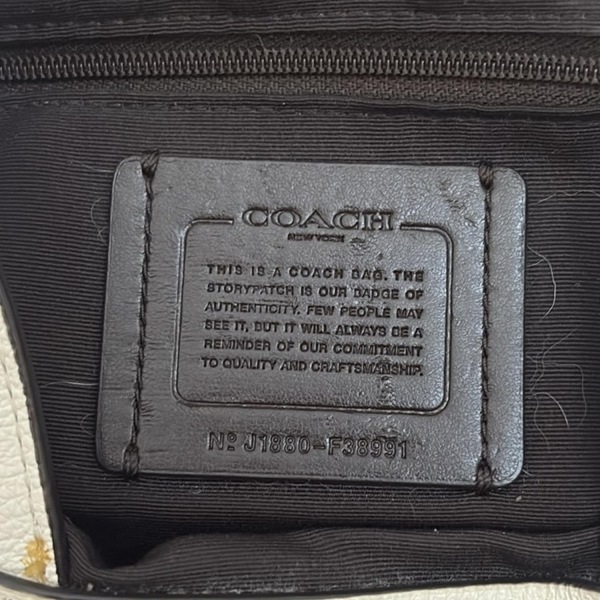 COACH
NEW YORK
THIS IS A COACH BAG. THE
STORYPATCH IS OUR BADGE OF
AUTHENTICITY. FEW PEOPLE MAY
SEE IT, BUT IT WILL ALWAYS BE A
REMINDER OF OUR COMMITMENT
TO QUALITY AND CRAFTSMANSHIP.
Nº J1880-F38991